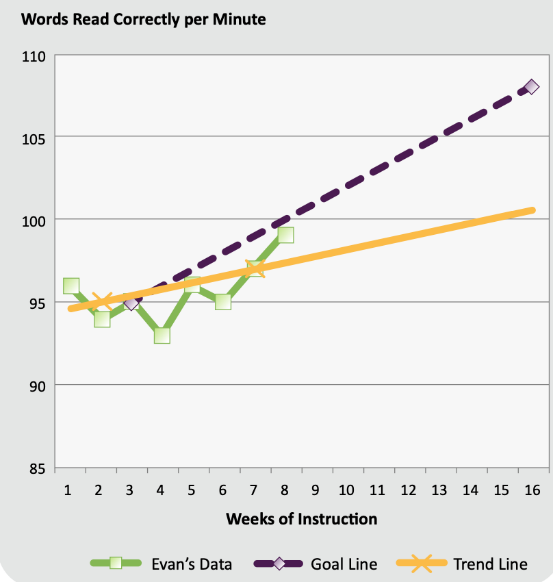 Words Read Correctly per Minute
110
105
100
95
90
85
1 2 3 4 5 6 7 8 9 10 11 12 12 14 15 16
Weeks of Instruction
Evan's Data Goal Line Trend Line